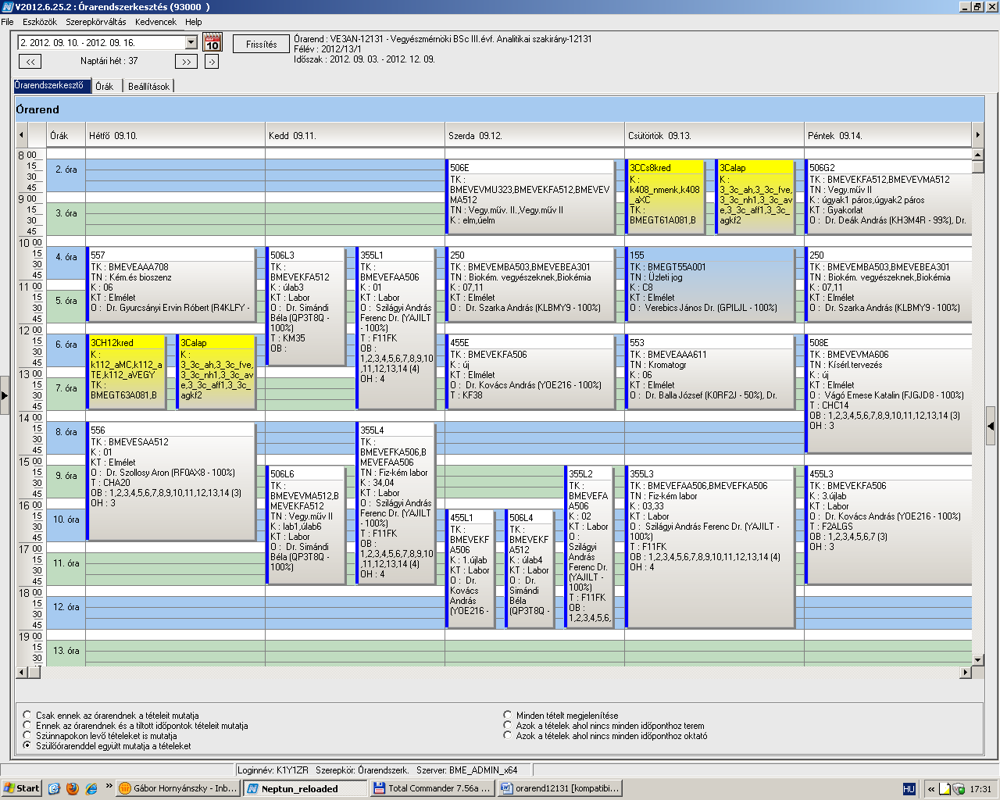 V2012.6.25.2 : Órarendszerkesztés (93000  )
File Eszközök Szerepkörváltás Kedvencek Help
2. 2012. 09. 10. - 2012. 09. 16.
10
Frissítés
<< Naptári hét : 37 >> ->
Órarend : VE3AN-12131 - Vegyészmérnöki BSc III.évf. Analitikai szakirány-12131
Félév : 2012/13/1
Időszak : 2012. 09. 03. - 2012. 12. 09.
Órarendszerkesztő Órák Beállítások
Órarend
Órák Hétfő 09.10. Kedd 09.11. Szerda 09.12. Csütörtök 09.13. Péntek 09.14.
8 00
15
30
45
9 00
15
30
45
10 00
15
30
45
11 00
15
30
45
12 00
15
30
45
13 00
15
30
45
14 00
15
30
45
15 00
15
30
45
16 00
15
30
45
17 00
15
30
45
18 00
15
30
45
19 00
15
30
45
2. óra
3. óra
4. óra
5. óra
6. óra
7. óra
8. óra
9. óra
10. óra
11. óra
12. óra
13. óra
557
TK : BMEVEAAA708
TN : Kém.és bioszenz
K : 06
KT : Elmélet
O : Dr. Gyurcsányi Ervin Róbert (R4KLFY -
3CH12kred
K :
k112_aMC,k112_a
TE,k112_aVEGY
TK :
BMEGT63A081,B
3Calap
K :
3_3c_ah,3_3c_fve,
3_3c_nh1,3_3c_av
e,3_3c_aff1,3_3c_
agkf2
556
TK : BMEVESAA512
K : 01
KT : Elmélet
O : Dr. Szollosy Aron (RF0AX8 - 100%)
T : CHA20
OB : 1,2,3,4,5,6,7,8,9,10,11,12,13,14 (3)
OH : 3
506L3
TK :
BMEVEKFA512
K : úlab3
KT : Labor
O : Dr. Simándi
Béla (QP3T8Q -
100%)
T : KM35
OB :
355L1
TK :
BMEVEFAA506
K : 01
KT : Labor
O : Szilágyi András
Ferenc Dr. (YAJILT
- 100%)
T : F11FK
OB :
1,2,3,4,5,6,7,8,9,10
,11,12,13,14 (4)
OH : 4
506L6
TK :
BMEVEVMA512,B
MEVEKFA512
TN : Vegy.műv II
K : lab1,úlab6
KT : Labor
O : Dr. Simándi
Béla (QP3T8Q -
100%)
355L4
TK :
BMEVEFKA506,B
MEVEFAA506
TN : Fiz-kém labor
K : 34,04
KT : Labor
O : Szilágyi András
Ferenc Dr. (YAJILT
- 100%)
T : F11FK
OB :
1,2,3,4,5,6,7,8,9,10
,11,12,13,14 (4)
OH : 4
506E
TK :
BMEVEVMU323,BMEVEKFA512,BMEVEV
MA512
TN : Vegy.műv. II.,Vegy.műv II
K : elm,úelm
250
TK : BMEVEMBA503,BMEVEBEA301
TN : Biokém. vegyészeknek,Biokémia
K : 07,11
KT : Elmélet
O : Dr. Szarka András (KLBMY9 - 100%)
455E
TK : BMEVEKFA506
K : új
KT : Elmélet
O : Dr. Kovács András (YOE216 - 100%)
T : KF38
455L1
TK :
BMEVEKF
A506
K : 1.újlab
KT : Labor
O : Dr.
Kovács
András
(YOE216 -
506L4
TK :
BMEVEKF
A512
K : úlab4
KT : Labor
O : Dr.
Simándi
Béla
(QP3T8Q -
355L2
TK :
BMEVEFA
A506
K : 02
KT : Labor
O :
Szilágyi
András
Ferenc Dr.
(YAJILT -
100%)
T : F11FK
OB :
1,2,3,4,5,6,
3CCs8kred
K :
k408_nmenk,k408
_aXC
TK :
BMEGT61A081,B
3Calap
K :
3_3c_ah,3_3c_fve,
3_3c_nh1,3_3c_av
e,3_3c_aff1,3_3c_
agkf2
155
TK : BMEGT55A001
TN : Üzleti jog
K : C8
KT : Elmélet
O : Verebics János Dr. (GPILJL - 100%)
553
TK : BMEVEAAA611
TN : Kromatogr
K : 06
KT : Elmélet
O : Dr. Balla József (K0RF2J - 50%), Dr.
355L3
TK : BMEVEFAA506,BMEVEFKA506
TN : Fiz-kém labor
K : 03,33
KT : Labor
O : Szilágyi András Ferenc Dr. (YAJILT -
100%)
T : F11FK
OB : 1,2,3,4,5,6,7,8,9,10,11,12,13,14 (4)
OH : 4
506G2
TK : BMEVEKFA512,BMEVEVMA512
TN : Vegy.műv II
K : úgyak1 páros,úgyak2 páros
KT : Gyakorlat
O : Dr. Deák András (KH3M4R - 99%), Dr.
250
TK : BMEVEMBA503,BMEVEBEA301
TN : Biokém. vegyészeknek,Biokémia
K : 07,11
KT : Elmélet
O : Dr. Szarka András (KLBMY9 - 100%)
508E
TK : BMEVEVMA606
TN : Kísérl.tervezés
K : új
KT : Elmélet
O : Vágó Emese Katalin (FJGJD8 - 100%)
T : CHC14
OB : 1,2,3,4,5,6,7,8,9,10,11,12,13,14 (3)
OH : 3
455L3
TK : BMEVEKFA506
K : 3.újlab
KT : Labor
O : Dr. Kovács András (YOE216 - 100%)
T : F2ALGS
OB : 1,2,3,4,5,6,7 (3)
OH : 3
Csak ennek az órarendnek a tételeit mutatja
Ennek az órarendnek és a tiltott időpontok tételeit mutatja
Szünnapokon levő tételeket is mutatja
Szülőórarenddel együtt mutatja a tételeket
Minden tételt megjelenítése
Azok a tételek ahol nincs minden időponthoz terem
Azok a tételek ahol nincs minden időponthoz oktató
Loginnév: K1Y1ZR Szerepkör: Órarendszerk. Szerver: BME_ADMIN_x64
Start » Gábor Hornyánszky - Inb... Neptun_reloaded Total Commander 7.56a ... orarend12131 [kompatibi... HU « 17:31